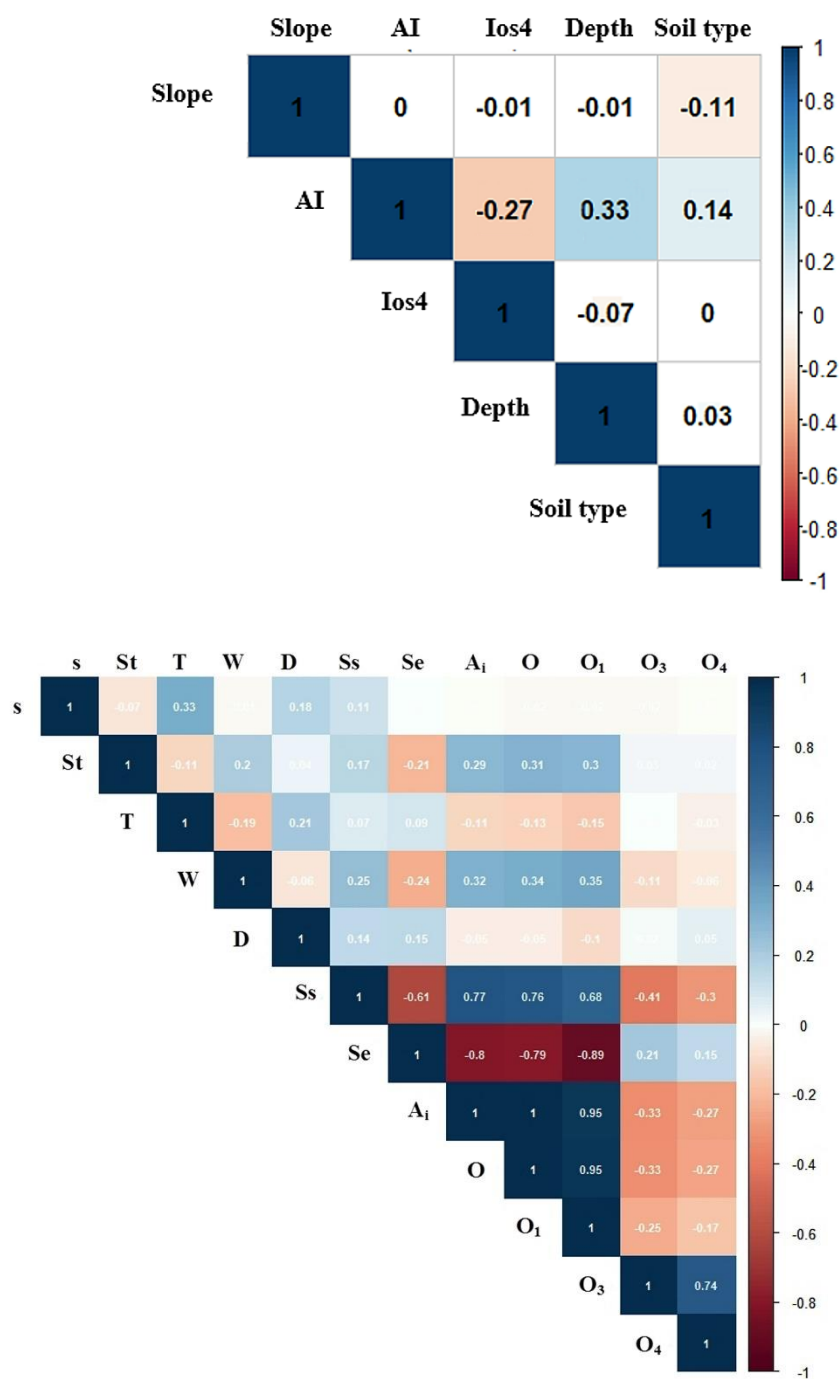 Slope AI Ios4 Depth Soil type
Slope 1 0 -0.01 -0.01 -0.11
AI 1 -0.27 0.33 0.14
Ios4 1 -0.07 0
Depth 1 0.03
Soil type 1
1
0.8
0.6
0.4
0.2
0
-0.2
-0.4
-0.6
-0.8
-1
s St T W D Ss Se Ai O O1 O3 O4
s 1 -0.07 0.33 0.18 0.11
St 1 -0.11 0.2 0.04 0.17 -0.21 0.29 0.31 0.3
T 1 -0.19 0.21 0.07 0.09 -0.11 -0.13 -0.15 -0.03
W 1 -0.06 0.25 -0.24 0.32 0.34 0.35 -0.11 -0.06
D 1 0.14 0.15 -0.05 -0.05 -0.1 0.05
Ss 1 -0.61 0.77 0.76 0.68 -0.41 -0.3
Se 1 -0.8 -0.79 -0.89 0.21 0.15
Ai 1 1 0.95 -0.33 -0.27
O 1 0.95 -0.33 -0.27
O1 1 -0.25 -0.17
O3 1 0.74
O4 1
1
0.8
0.6
0.4
0.2
0
-0.2
-0.4
-0.6
-0.8
-1